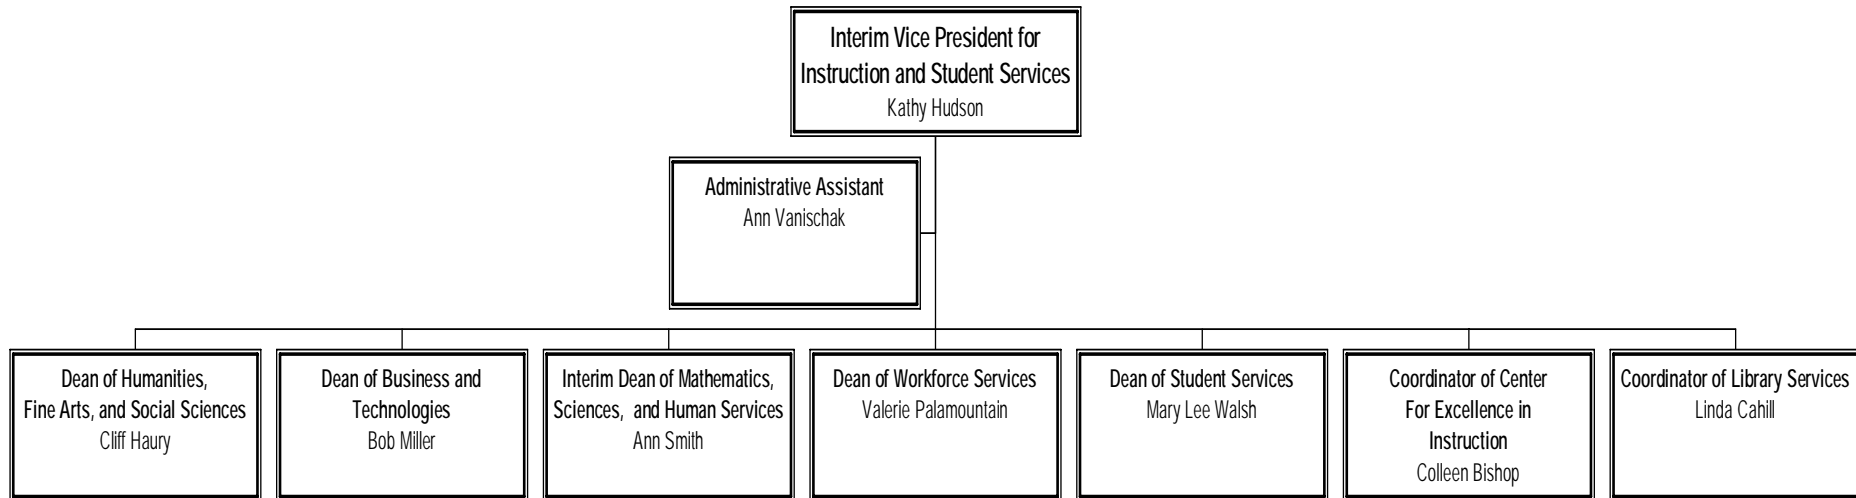 Interim Vice President for
Instruction and Student Services
Kathy Hudson
Administrative Assistant
Ann Vanischak
Dean of Humanities,
Fine Arts, and Social Sciences
Cliff Haury
Dean of Business and
Technologies
Bob Miller
Interim Dean of Mathematics,
Sciences, and Human Services
Ann Smith
Dean of Workforce Services
Valerie Palamountain
Dean of Student Services
Mary Lee Walsh
Coordinator of Center
For Excellence in
Instruction
Colleen Bishop
Coordinator of Library Services
Linda Cahill